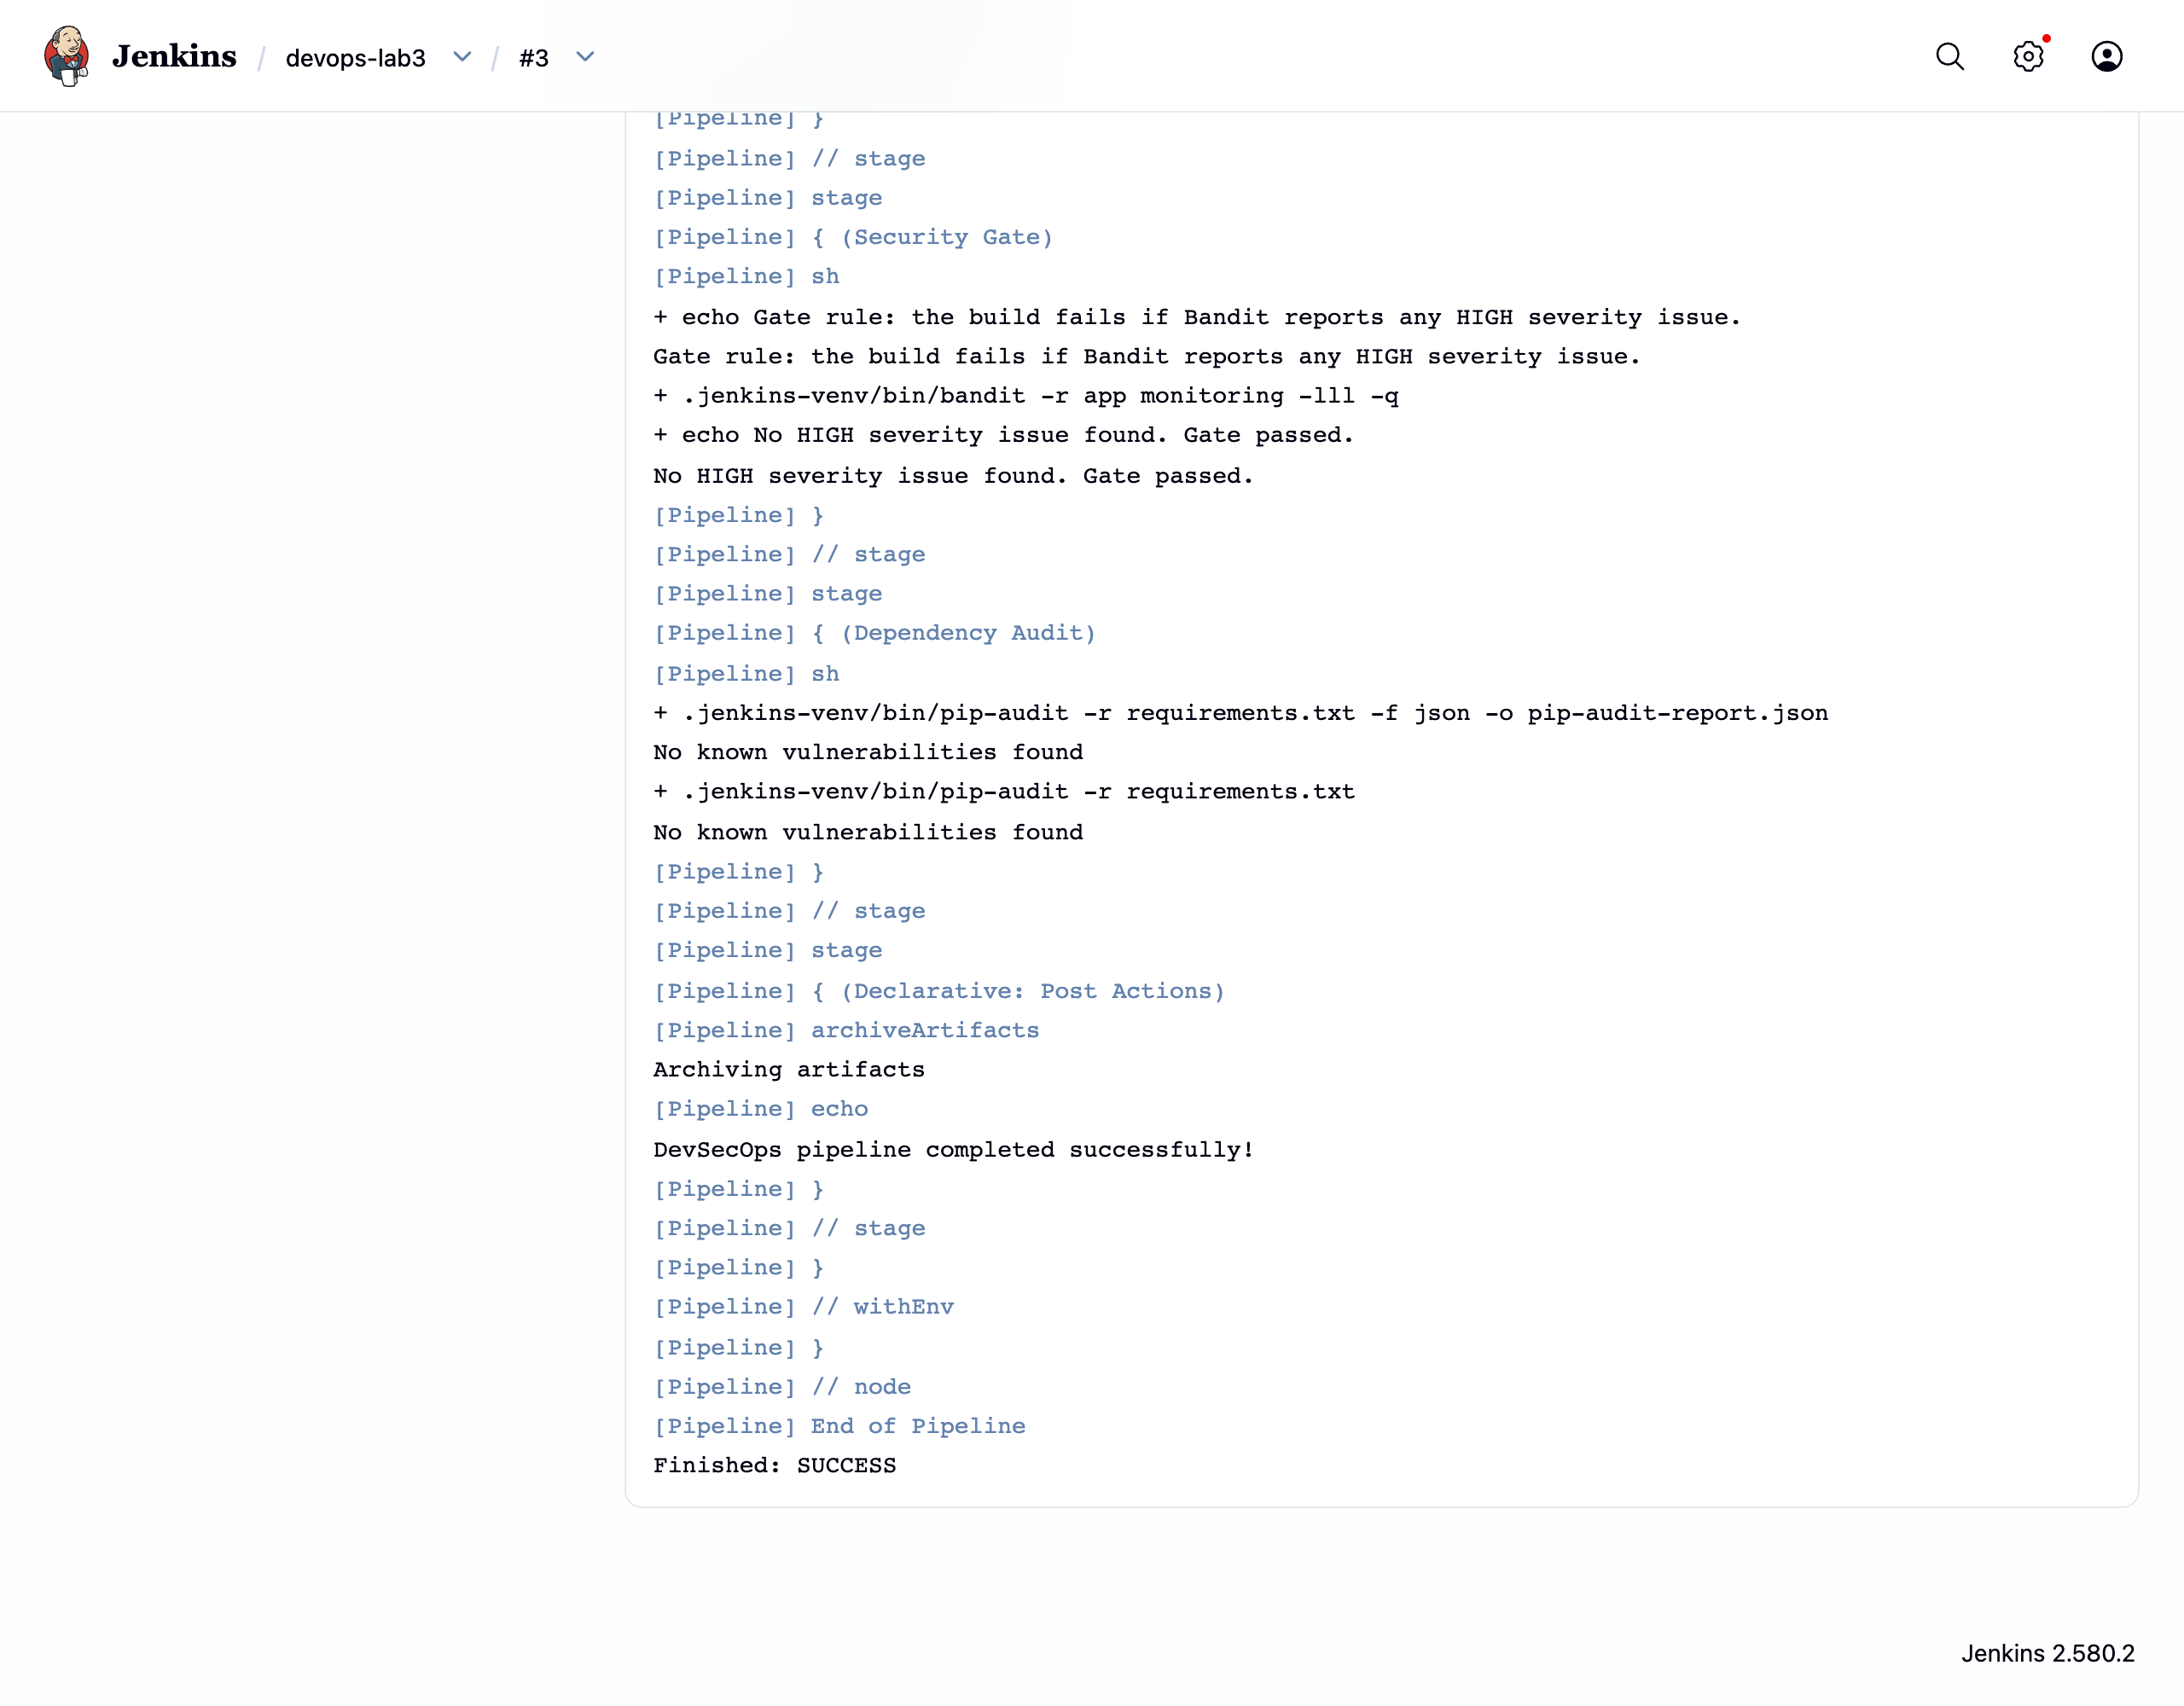 Jenkins / devops-lab3 / #3
[Pipeline] }
[Pipeline] // stage
[Pipeline] stage
[Pipeline] { (Security Gate)
[Pipeline] sh
+ echo Gate rule: the build fails if Bandit reports any HIGH severity issue.
Gate rule: the build fails if Bandit reports any HIGH severity issue.
+ .jenkins-venv/bin/bandit -r app monitoring -lll -q
+ echo No HIGH severity issue found. Gate passed.
No HIGH severity issue found. Gate passed.
[Pipeline] }
[Pipeline] // stage
[Pipeline] stage
[Pipeline] { (Dependency Audit)
[Pipeline] sh
+ .jenkins-venv/bin/pip-audit -r requirements.txt -f json -o pip-audit-report.json
No known vulnerabilities found
+ .jenkins-venv/bin/pip-audit -r requirements.txt
No known vulnerabilities found
[Pipeline] }
[Pipeline] // stage
[Pipeline] stage
[Pipeline] { (Declarative: Post Actions)
[Pipeline] archiveArtifacts
Archiving artifacts
[Pipeline] echo
DevSecOps pipeline completed successfully!
[Pipeline] }
[Pipeline] // stage
[Pipeline] }
[Pipeline] // withEnv
[Pipeline] }
[Pipeline] // node
[Pipeline] End of Pipeline
Finished: SUCCESS
Jenkins 2.580.2